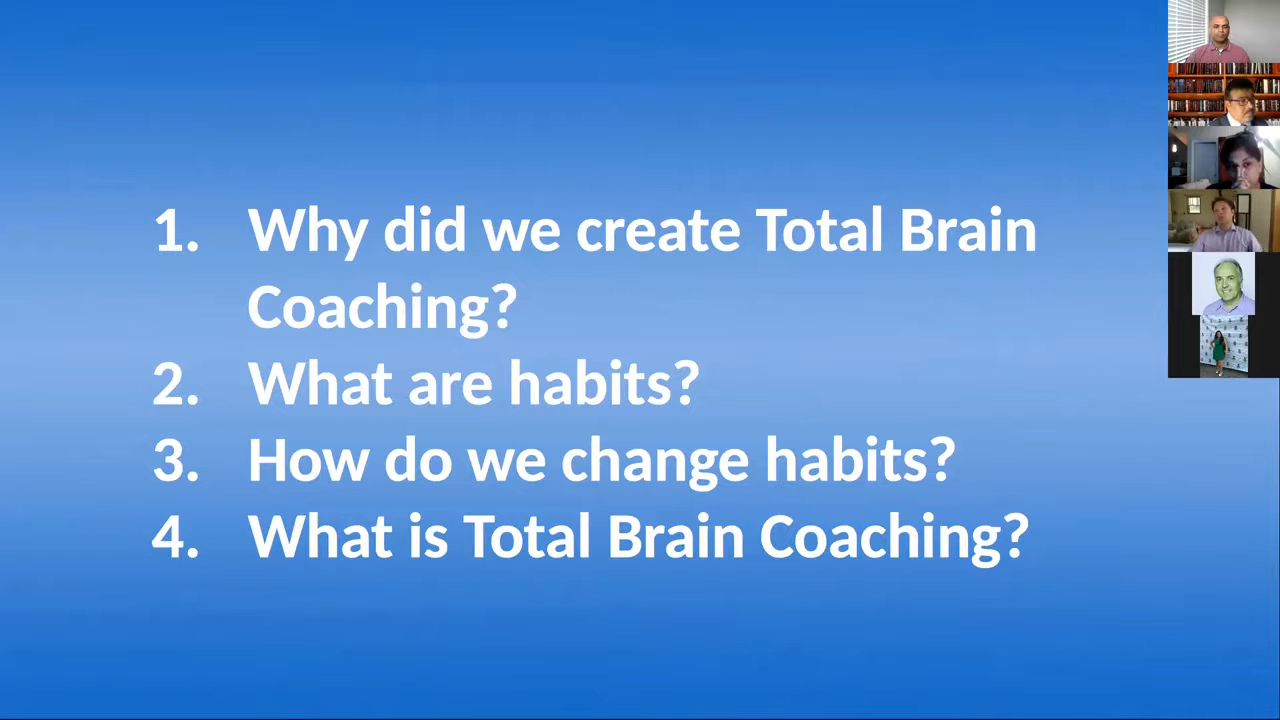 1. Why did we create Total Brain
Coaching?
2. What are habits?
3. How do we change habits?
4. What is Total Brain Coaching?